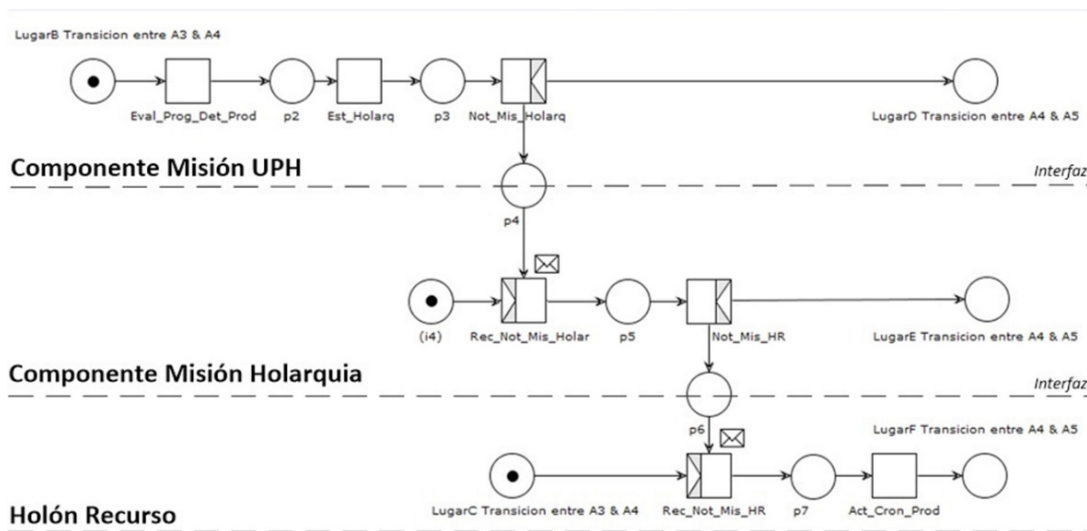 LugarB Transicion entre A3 & A4
Eval_Prog_Det_Prod
p2
Est_Holarq
p3
Not_Mis_Holarq
LugarD Transicion entre A4 & A5
Componente Misión UPH
Interfaz
p4
(i4)
Rec_Not_Mis_Holar
p5
Not_Mis_HR
LugarE Transicion entre A4 & A5
Componente Misión Holarquia
Interfaz
p6
LugarF Transicion entre A4 & A5
LugarC Transicion entre A3 & A4
Rec_Not_Mis_HR
p7
Act_Cron_Prod
Holón Recurso